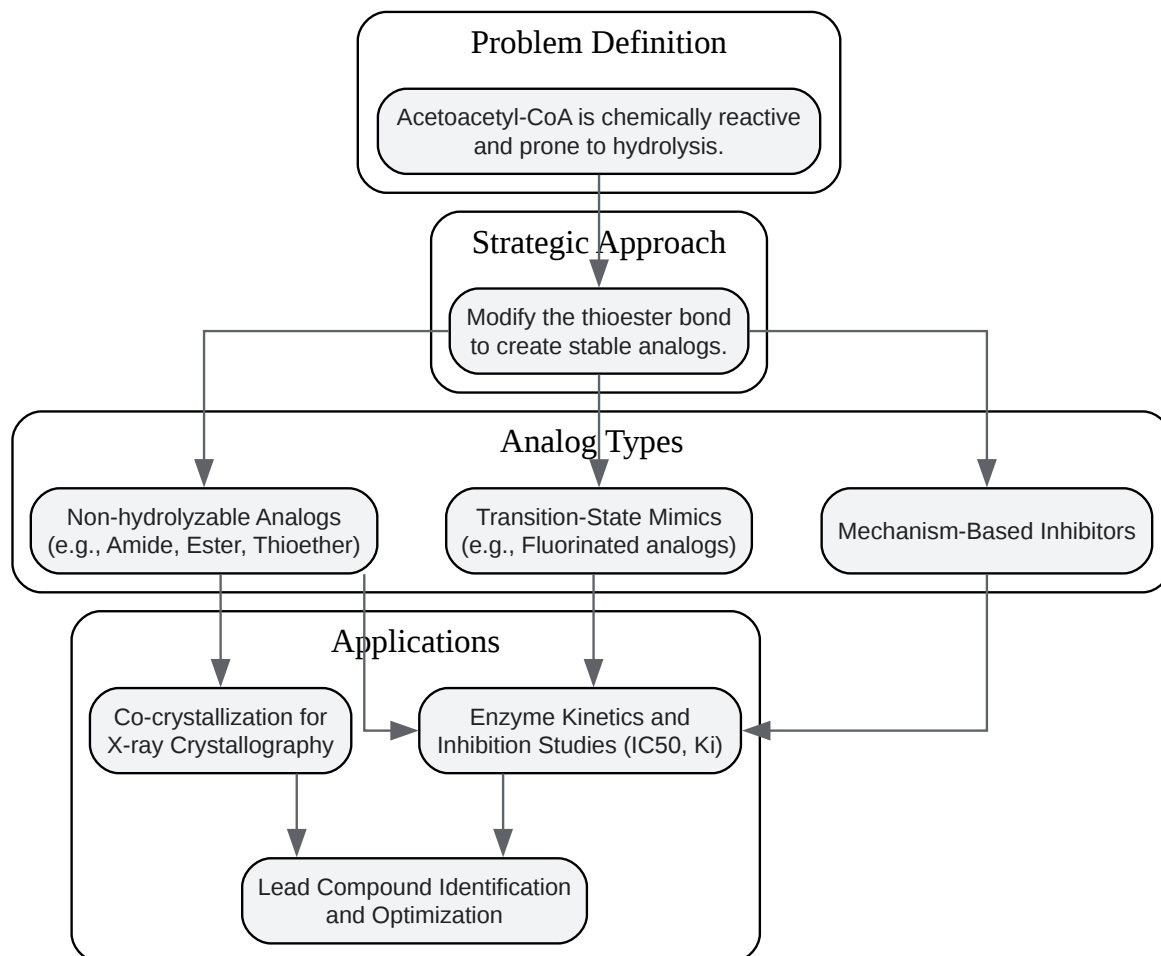 Problem Definition
Acetoacetyl-CoA is chemically reactive
and prone to hydrolysis.
Strategic Approach
Modify the thioester bond
to create stable analogs.
Analog Types
Non-hydrolyzable Analogs
(e.g., Amide, Ester, Thioether)
Transition-State Mimics
(e.g., Fluorinated analogs)
Mechanism-Based Inhibitors
Applications
Co-crystallization for
X-ray Crystallography
Enzyme Kinetics and
Inhibition Studies (IC50, Ki)
Lead Compound Identification
and Optimization